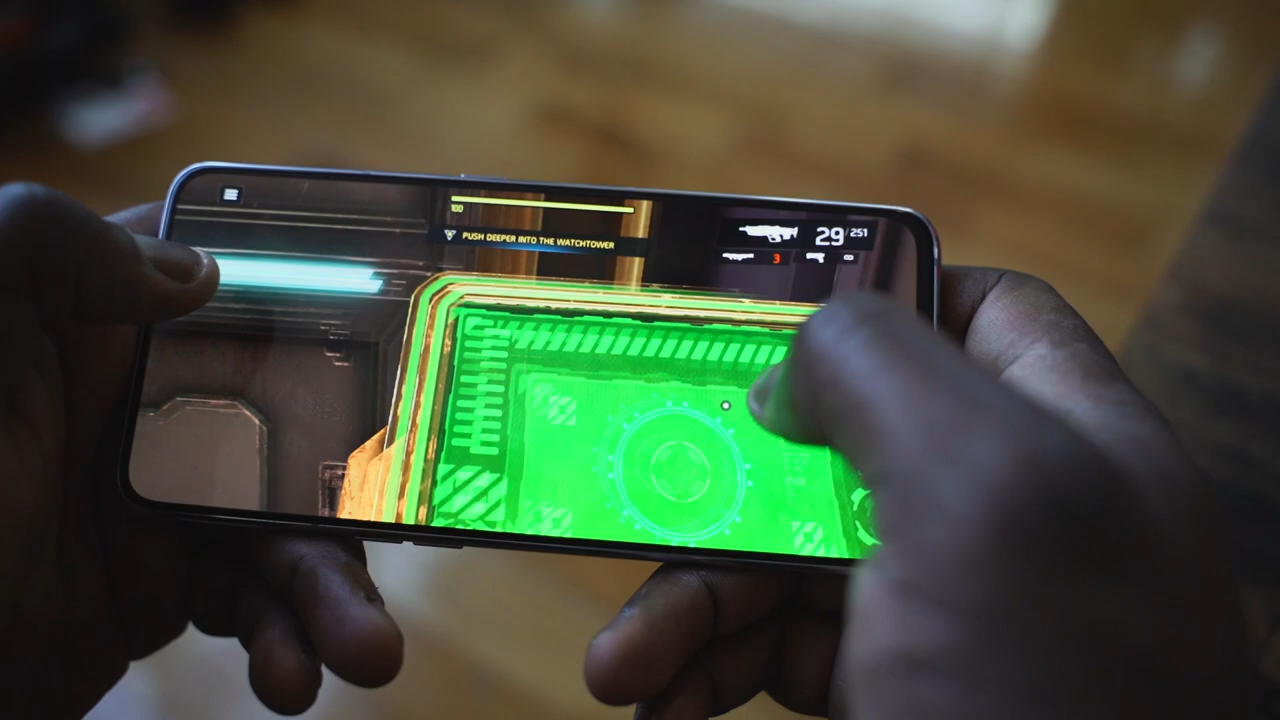 100
PUSH DEEPER INTO THE WATCHTOWER
29/251
3
∞